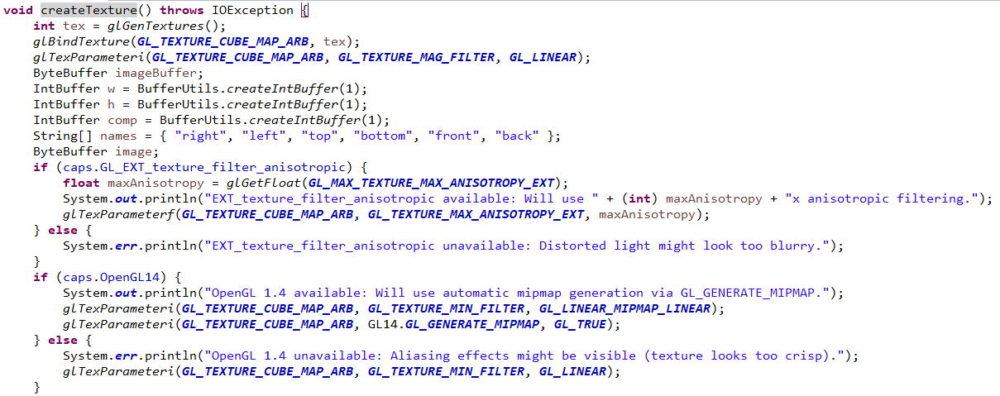 void createTexture() throws IOException {
    int tex = glGenTextures();
    glBindTexture(GL_TEXTURE_CUBE_MAP_ARB, tex);
    glTexParameteri(GL_TEXTURE_CUBE_MAP_ARB, GL_TEXTURE_MAG_FILTER, GL_LINEAR);
    ByteBuffer imageBuffer;
    IntBuffer w = BufferUtils.createIntBuffer(1);
    IntBuffer h = BufferUtils.createIntBuffer(1);
    IntBuffer comp = BufferUtils.createIntBuffer(1);
    String[] names = { "right", "left", "top", "bottom", "front", "back" };
    ByteBuffer image;
    if (caps.GL_EXT_texture_filter_anisotropic) {
        float maxAnisotropy = glGetFloat(GL_MAX_TEXTURE_MAX_ANISOTROPY_EXT);
        System.out.println("EXT_texture_filter_anisotropic available: Will use " + (int) maxAnisotropy + "x anisotropic filtering.");
        glTexParameterf(GL_TEXTURE_CUBE_MAP_ARB, GL_TEXTURE_MAX_ANISOTROPY_EXT, maxAnisotropy);
    } else {
        System.err.println("EXT_texture_filter_anisotropic unavailable: Distorted light might look too blurry.");
    }
    if (caps.OpenGL14) {
        System.out.println("OpenGL 1.4 available: Will use automatic mipmap generation via GL_GENERATE_MIPMAP.");
        glTexParameteri(GL_TEXTURE_CUBE_MAP_ARB, GL_TEXTURE_MIN_FILTER, GL_LINEAR_MIPMAP_LINEAR);
        glTexParameteri(GL_TEXTURE_CUBE_MAP_ARB, GL14.GL_GENERATE_MIPMAP, GL_TRUE);
    } else {
        System.err.println("OpenGL 1.4 unavailable: Aliasing effects might be visible (texture looks too crisp).");
        glTexParameteri(GL_TEXTURE_CUBE_MAP_ARB, GL_TEXTURE_MIN_FILTER, GL_LINEAR);
    }